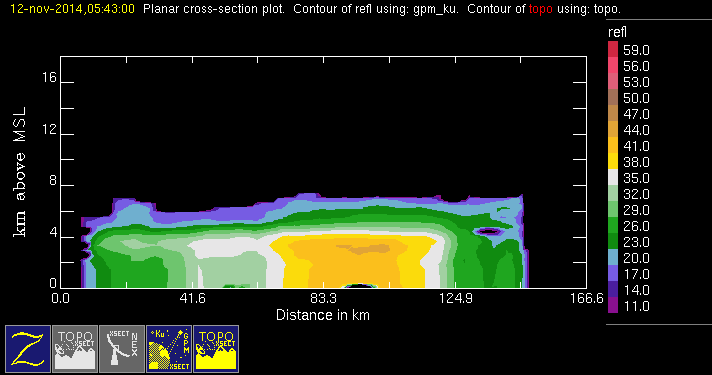 12-nov-2014,05:43:00 Planar cross-section plot. Contour of refl using: gpm_ku. Contour of topo using: topo.
refl
59.0
56.0
53.0
50.0
47.0
44.0
41.0
38.0
35.0
32.0
29.0
26.0
23.0
20.0
17.0
14.0
11.0
km above MSL
16
12
8
4
0
0.0 41.6 83.3 124.9 166.6
Distance in km
Z
TOPO
XSECT
XSECT
Ku
GPM
XSECT
TOPO
XSECT